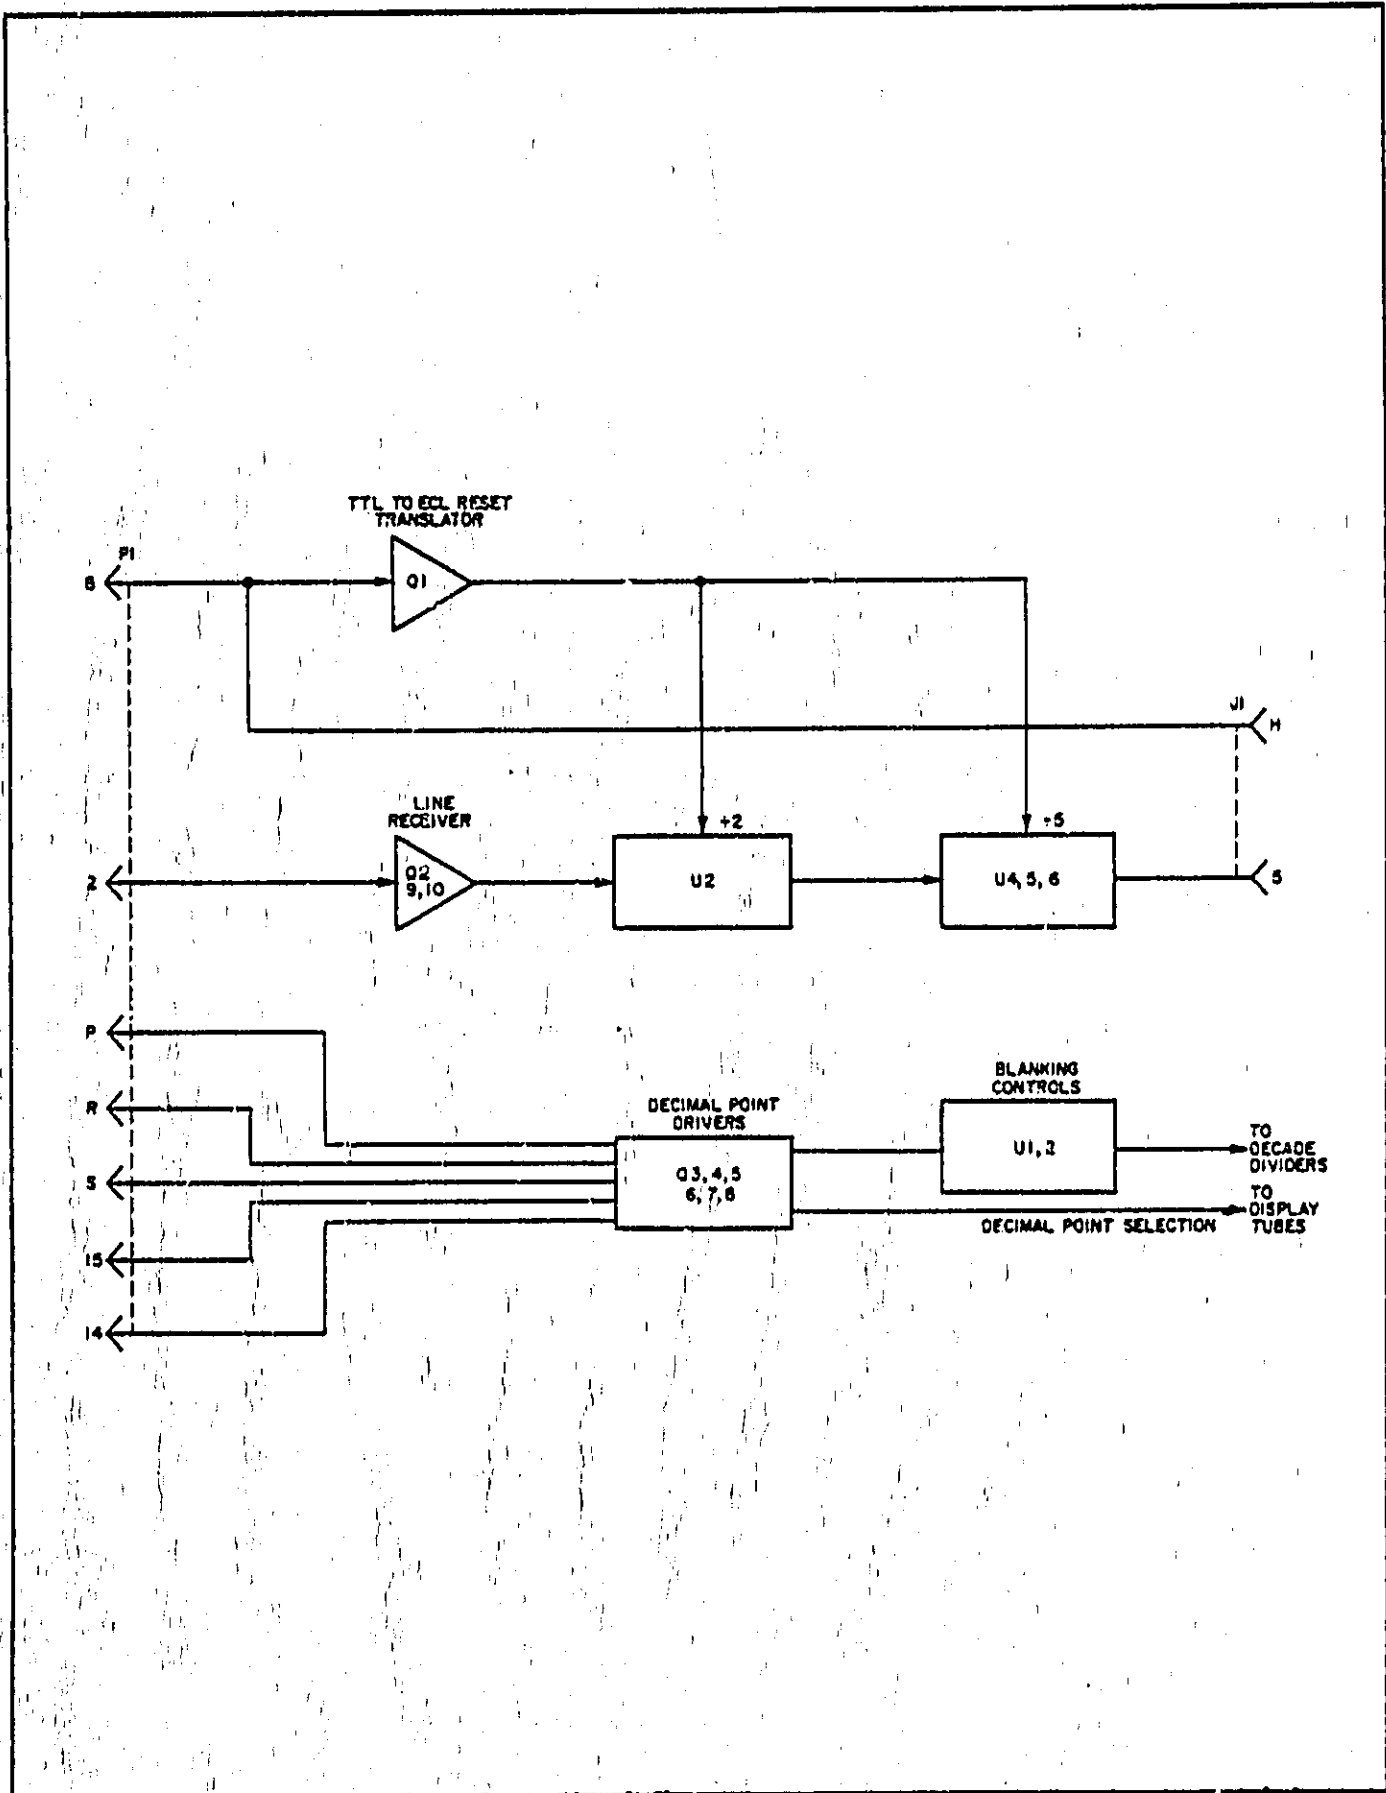 TTL TO ECL RESET
TRANSLATOR
P1
Q1
J1
H
LINE
RECEIVER
÷2
÷5
2
Q2
9,10
U2
U4, 5, 6
5
P
BLANKING
CONTROLS
R
DECIMAL POINT
DRIVERS
U1, 2
TO
DECADE
DIVIDERS
S
Q3, 4, 5
6, 7, 8
TO
DISPLAY
TUBES
DECIMAL POINT SELECTION
15
14